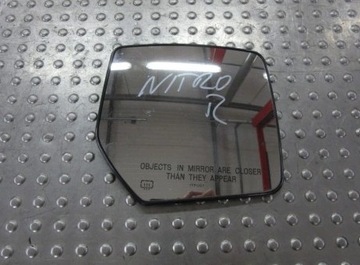 NITRO
R
OBJECTS IN MIRROR ARE CLOSER
THAN THEY APPEAR